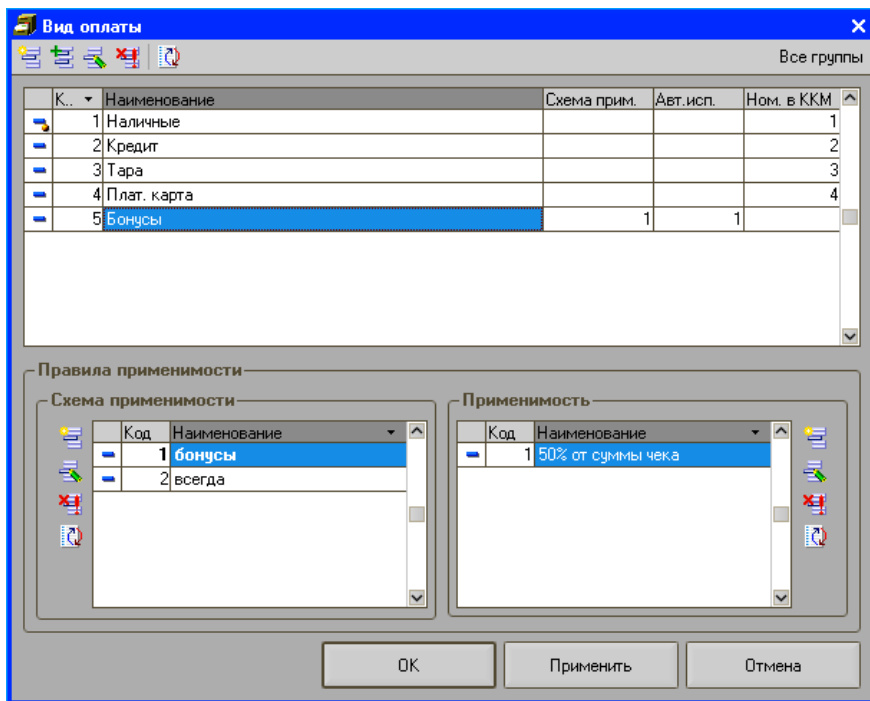 Вид оплаты
Все группы
К.. Наименование Схема прим. Авт.исп. Ном. в ККМ
1 Наличные 1
2 Кредит 2
3 Тара 3
4 Плат. карта 4
5 Бонусы 1 1
Правила применимости
Схема применимости
Код Наименование
1 бонусы
2 всегда
Применимость
Код Наименование
1 50% от суммы чека
OK Применить Отмена